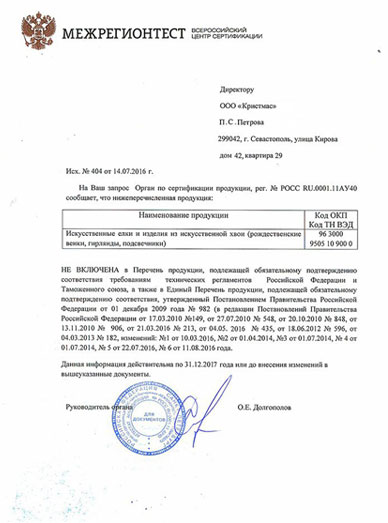 МЕЖРЕГИОНТЕСТ
ВСЕРОССИЙСКИЙ
ЦЕНТР СЕРТИФИКАЦИИ
Директору
ООО «Кристмас»
П.С.Петрова
299042, г. Севастополь, улица Кирова
дом 42, квартира 29
Исх. № 404 от 14.07.2016 г.
На Ваш запрос Орган по сертификации продукции, рег. № РОСС RU.0001.11АУ40
сообщает, что нижеперечисленная продукция:
Наименование продукции
Код ОКП
Код ТН ВЭД
Искусственные елки и изделия из искусственной хвои (рождественские
венки, гирлянды, подсвечники)
96 3000
9505 10 900 0
НЕ ВКЛЮЧЕНА в Перечень продукции, подлежащей обязательному подтверждению
соответствия требованиям технических регламентов Российской Федерации и
Таможенного союза, а также в Единый Перечень продукции, подлежащей обязательному
подтверждению соответствия, утвержденный Постановлением Правительства Российской
Федерации от 01 декабря 2009 года № 982 (в редакции Постановлений Правительства
Российской Федерации от 17.03.2010 №149, от 27.07.2010 № 548, от 20.10.2010 № 848, от
13.11.2010 № 906, от 21.03.2016 № 213, от 04.05. 2016 №435, от 18.06.2012 № 596, от
04.03.2013 № 182, изменений: №1 от 10.03.2016, №2 от 01.04.2014, №3 от 01.07.2014, № 4 от
01.07.2014, № 5 от 22.07.2016, № 6 от 11.08.2016 года.
Данная информация действительна по 31.12.2017 года или до внесения изменений в
вышеуказанные документы.
Руководитель органа
О.Е. Долгополов
ДЛЯ
ДОКУМЕНТОВ